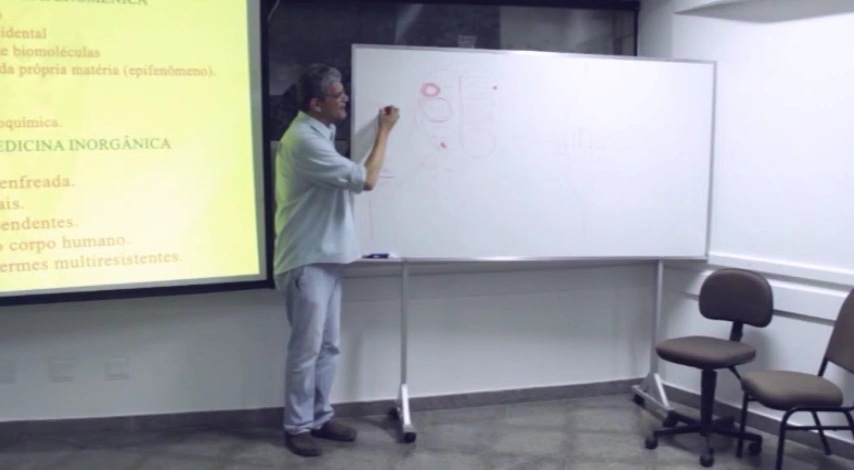 idental
e biomoléculas
da própria matéria (epifenômeno).
oquímica.
EDICINA INORGÂNICA
enfreada.
ais.
endentes.
o corpo humano.
ermes multiresistentes.